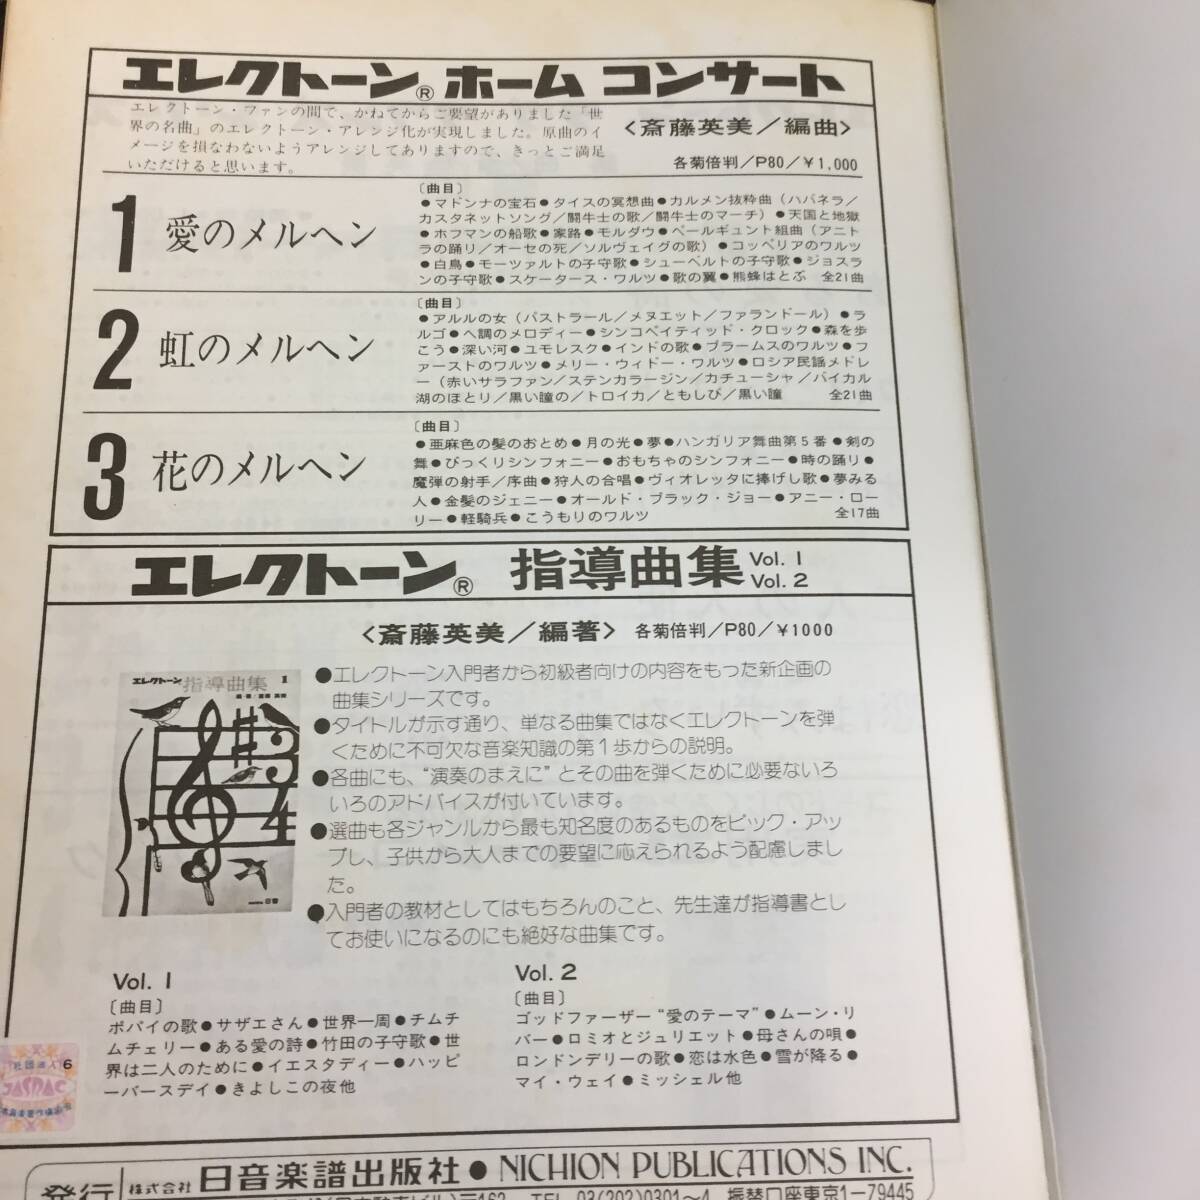 エレクトーン® ホーム コンサート
エレクトーン・ファンの間で、かねてからご要望がありました「世
界の名曲」のエレクトーン・アレンジ化が実現しました。原曲のイ
メージを損なわないようアレンジしてありますので、きっとご満足
いただけると思います。
〈斎藤英美／編曲〉
各菊倍判/P80/￥1,000
1 愛のメルヘン
〔曲目〕
●マドンナの宝石●タイスの冥想曲●カルメン抜粋曲（ハバネラ／
カスタネットソング／闘牛士の歌／闘牛士のマーチ）●天国と地獄
●ホフマンの船歌●家路●モルダウ●ペールギュント組曲（アニト
ラの踊り／オーセの死／ソルヴェイグの歌）●コッペリアのワルツ
●白鳥●モーツァルトの子守歌●シューベルトの子守歌●ジョスラ
ンの子守歌●スケータース・ワルツ●歌の翼●熊蜂はとぶ 全21曲
2 虹のメルヘン
〔曲目〕
●アルルの女（パストラール／メヌエット／ファランドール）●ラ
ルゴ●ヘ調のメロディー●シンコペイティッド・クロック●森を歩
こう●深い河●ユモレスク●インドの歌●ブラームスのワルツ●フ
ァーストのワルツ●メリー・ウィドー・ワルツ●ロシア民謡メドレ
ー（赤いサラファン／ステンカラージン／カチューシャ／バイカル
湖のほとり／黒い瞳の／トロイカ／ともしび／黒い瞳 全21曲
3 花のメルヘン
〔曲目〕
●亜麻色の髪のおとめ●月の光●夢●ハンガリア舞曲第5番●剣の
舞●びっくりシンフォニー●おもちゃのシンフォニー●時の踊り●
魔弾の射手／序曲●狩人の合唱●ヴィオレッタに捧げし歌●夢みる
人●金髪のジェニー●オールド・ブラック・ジョー●アニー・ロー
リー●軽騎兵●こうもりのワルツ 全17曲
エレクトーン® 指導曲集 Vol. 1
Vol. 2
〈斎藤英美／編著〉 各菊倍判/P80/￥1000
エレクトーン 指導曲集 1
●エレクトーン入門者から初級者向けの内容をもった新企画の
曲集シリーズです。
●タイトルが示す通り、単なる曲集ではなくエレクトーンを弾
くために不可欠な音楽知識の第1歩からの説明。
●各曲にも、“演奏のまえに”とその曲を弾くために必要ないろ
いろのアドバイスが付いています。
●選曲も各ジャンルから最も知名度のあるものをピック・アッ
プし、子供から大人までの要望に応えられるよう配慮しまし
た。
●入門者の教材としてはもちろんのこと、先生達が指導書とし
てお使いになるのにも絶好な曲集です。
Vol. 1
〔曲目〕
ポパイの歌●サザエさん●世界一周●チムチ
ムチェリー●ある愛の詩●竹田の子守歌●世
界は二人のために●イエスタディー●ハッピ
ーバースデイ●きよしこの夜他
Vol. 2
〔曲目〕
ゴッドファーザー“愛のテーマ”●ムーン・リ
バー●ロミオとジュリエット●母さんの唄●
ロンドンデリーの歌●恋は水色●雪が降る●
マイ・ウェイ●ミッシェル他
社団法人 6
JASRAC
発行 株式会社 日音楽譜出版社●NICHION PUBLICATIONS INC.
〒162 TEL 03(202)0301〜4 振替口座東京1−79445